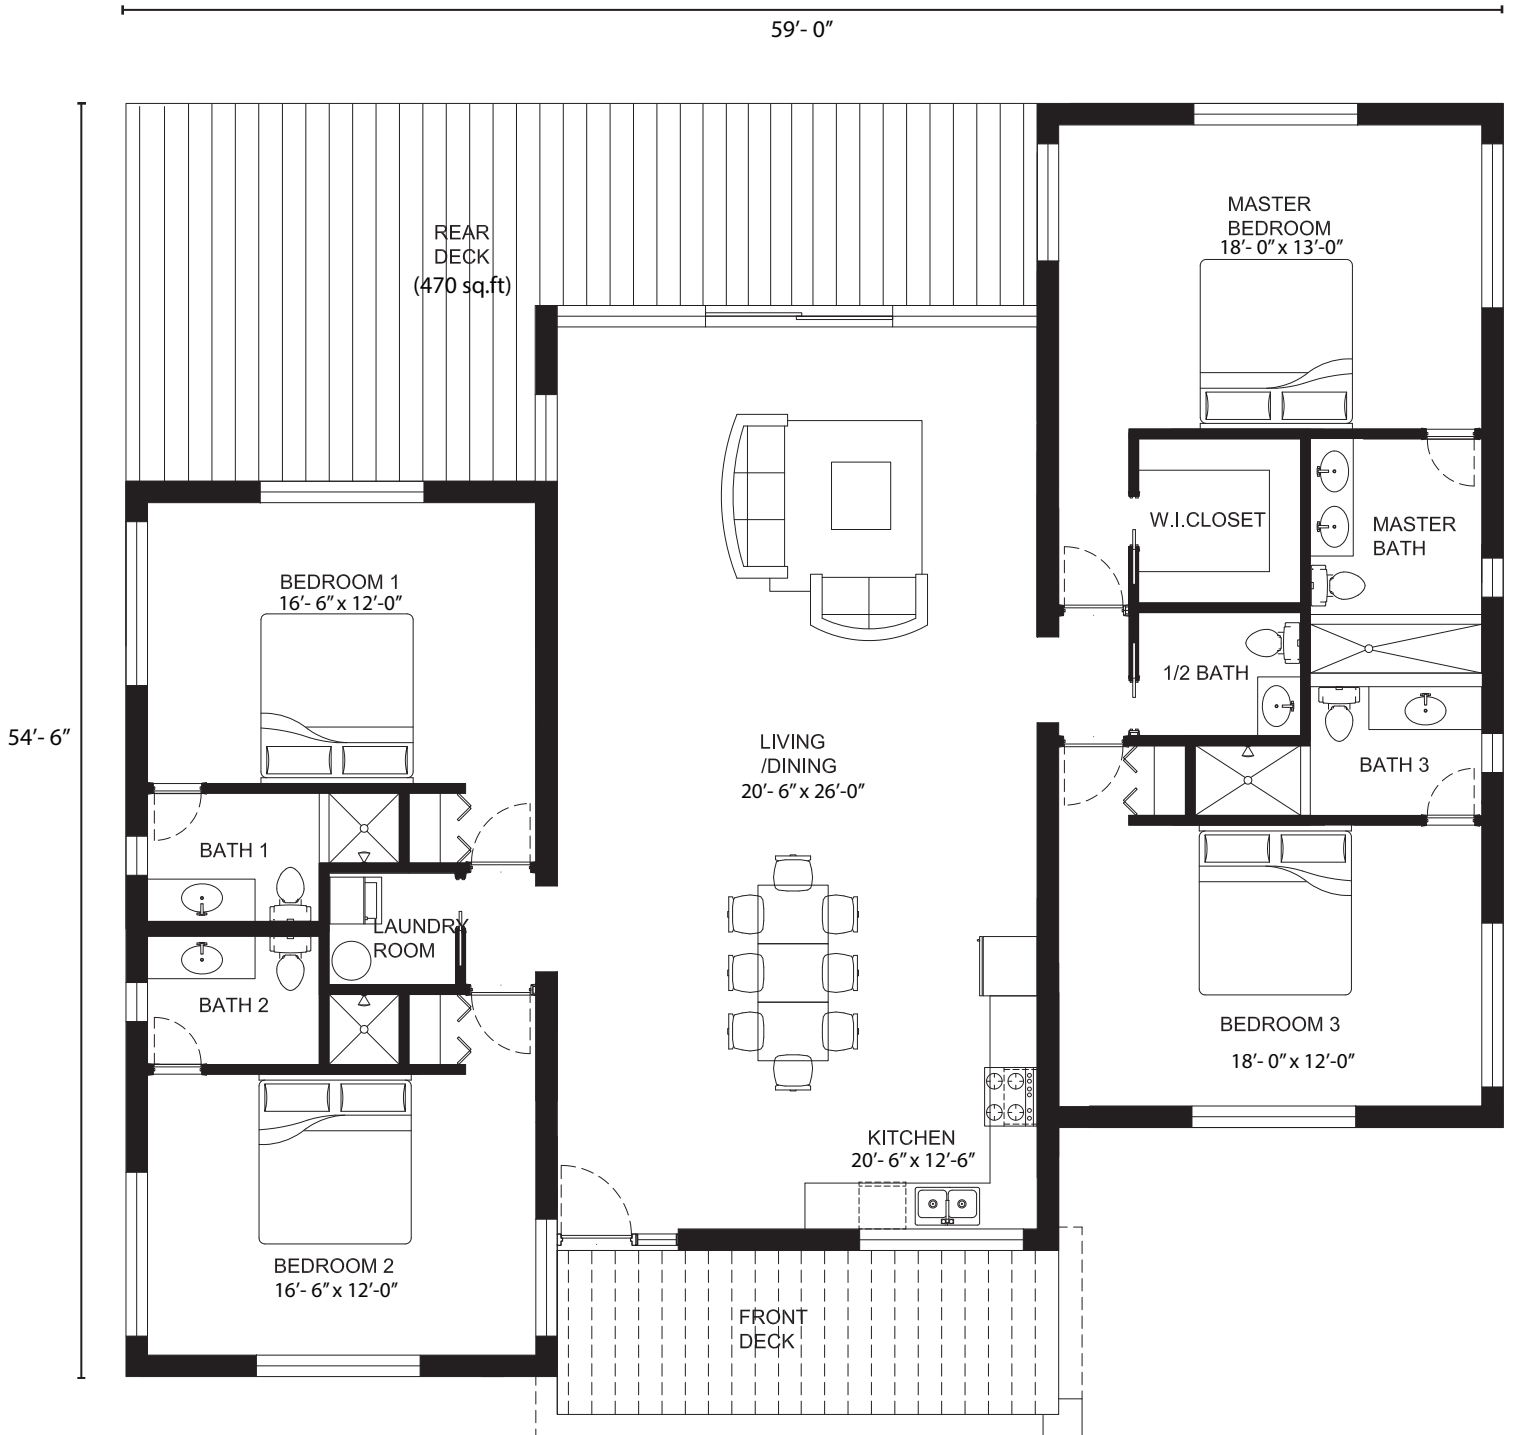 59'- 0"
REAR
DECK
(470 sq.ft)
MASTER
BEDROOM
18'- 0" x 13'-0"
W.I.CLOSET
MASTER
BATH
BEDROOM 1
16'- 6" x 12'-0"
1/2 BATH
54'- 6"
LIVING
/DINING
20'- 6" x 26'-0"
BATH 3
BATH 1
LAUNDRY
ROOM
BATH 2
BEDROOM 3
18'- 0" x 12'-0"
KITCHEN
20'- 6" x 12'-6"
BEDROOM 2
16'- 6" x 12'-0"
FRONT
DECK